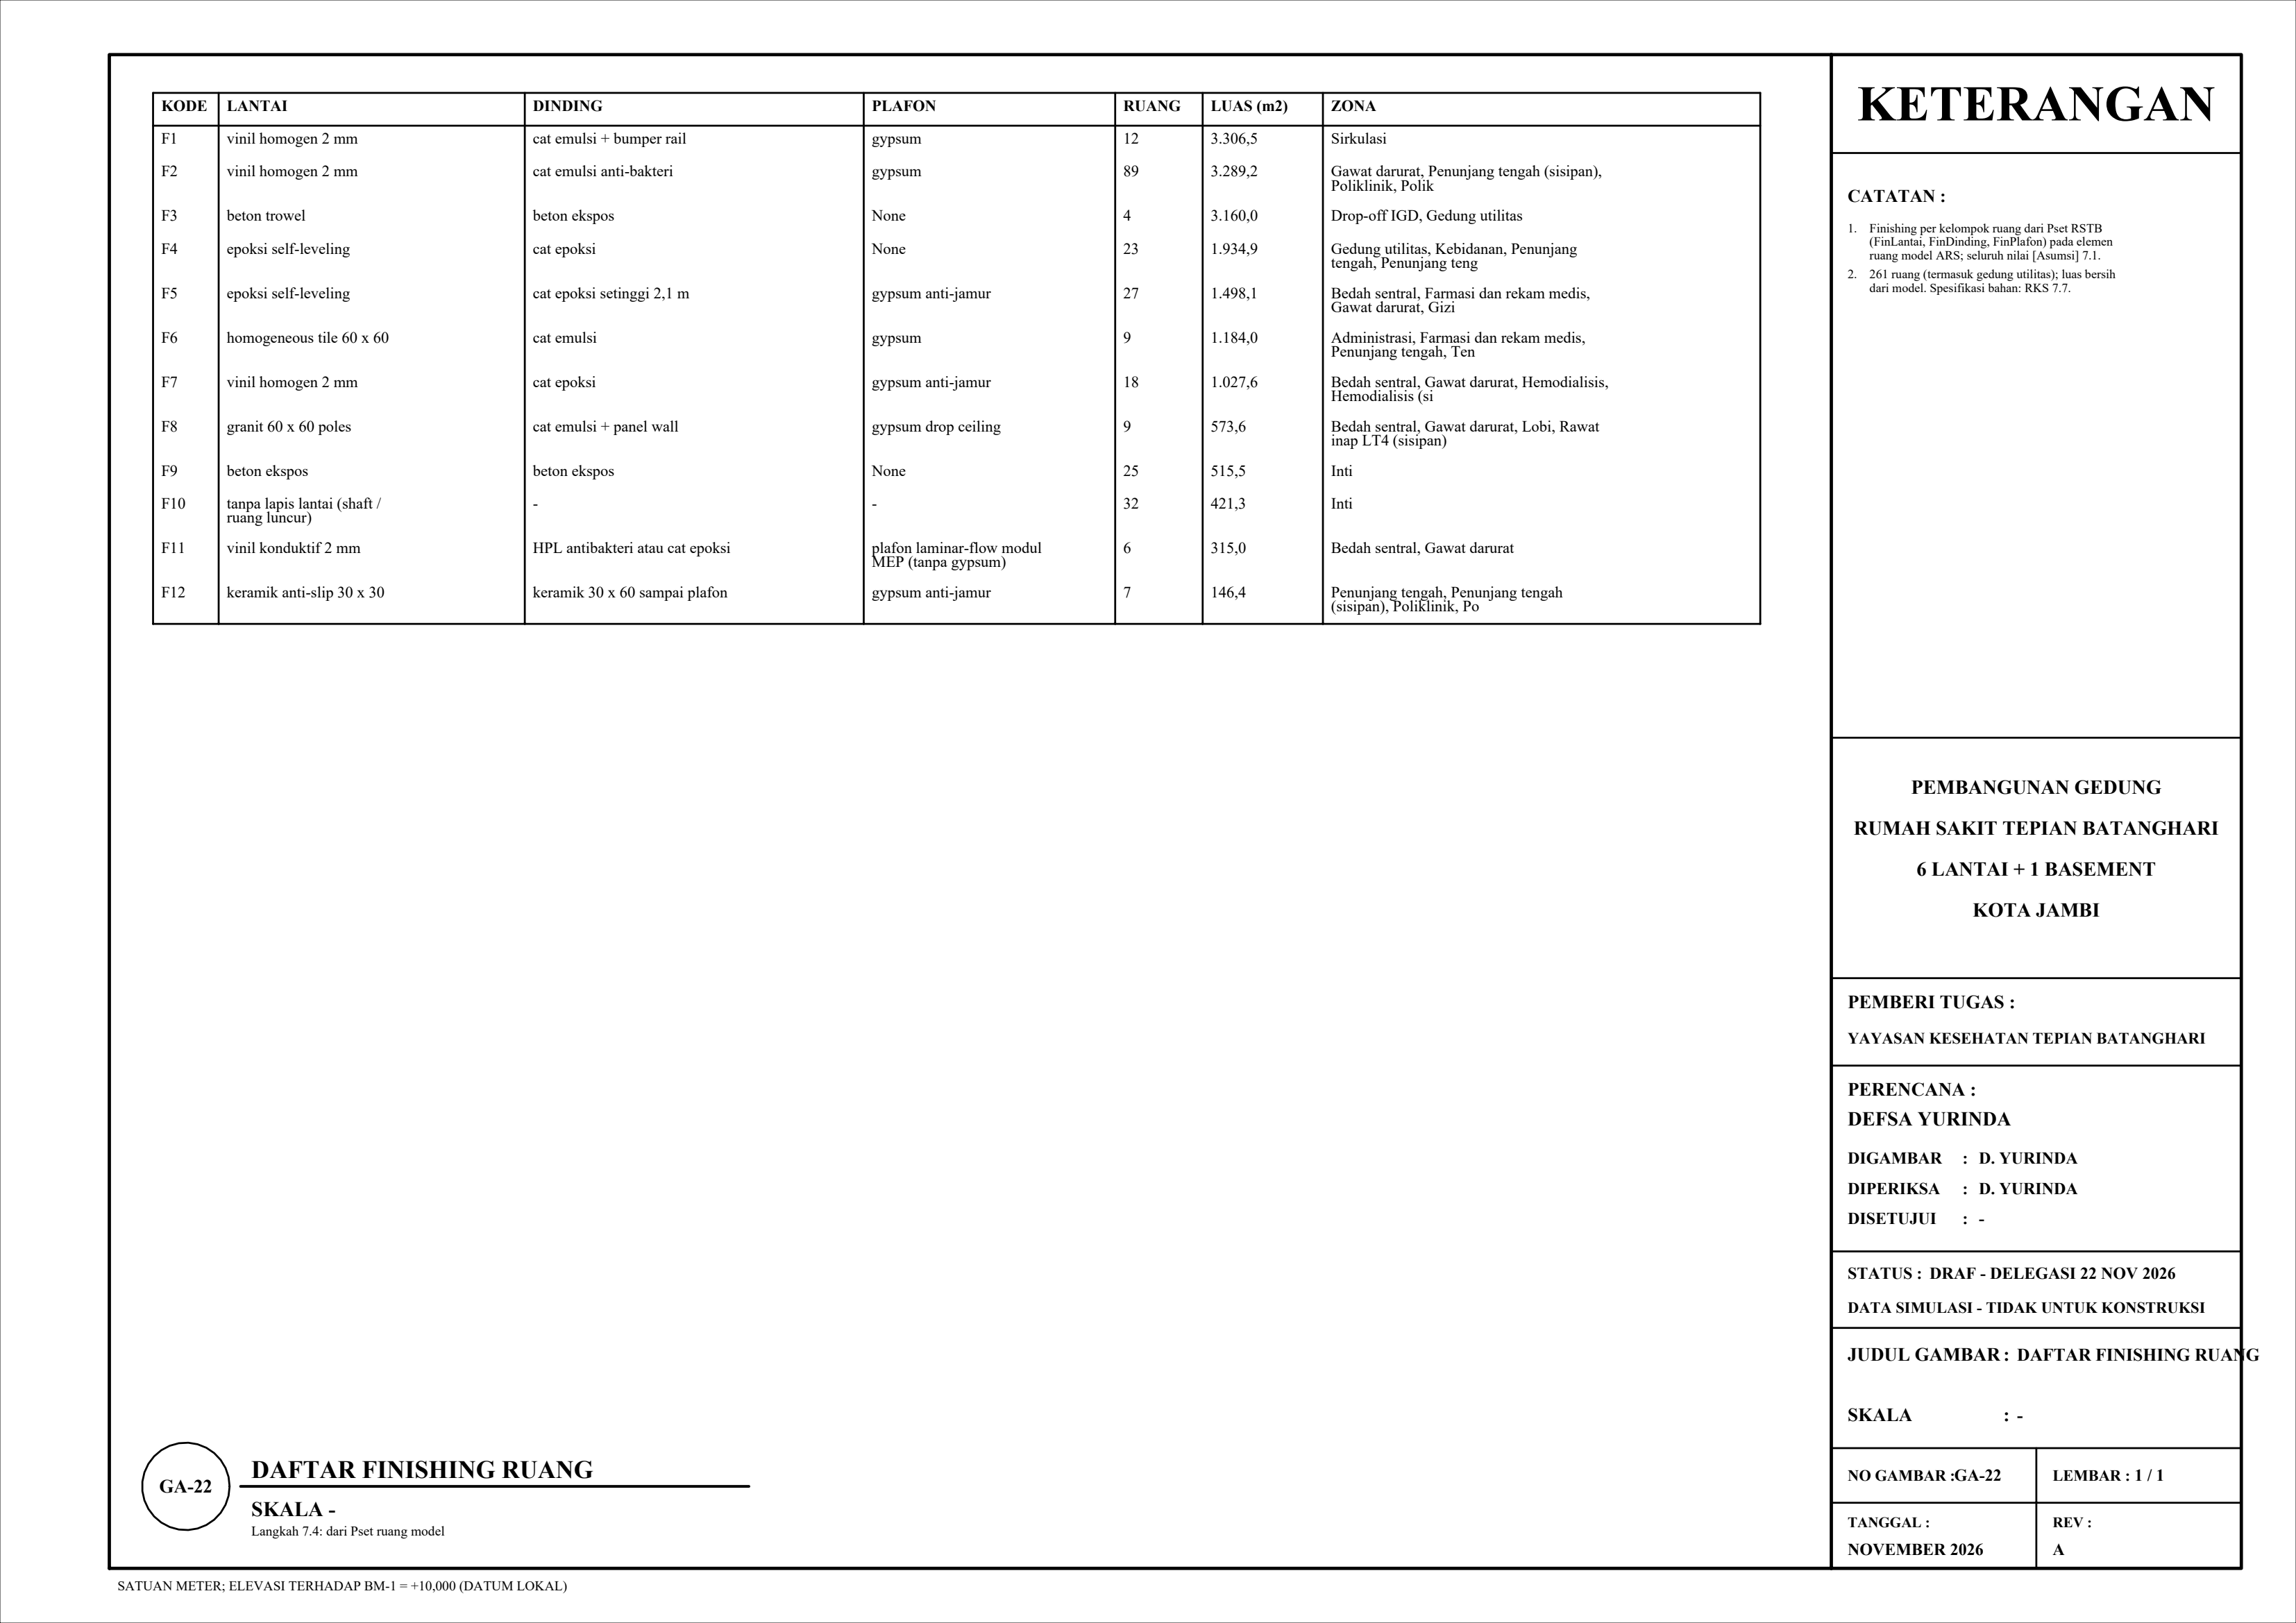 KODE LANTAI DINDING PLAFON RUANG LUAS (m2) ZONA
F1 vinil homogen 2 mm cat emulsi + bumper rail gypsum 12 3.306,5 Sirkulasi
F2 vinil homogen 2 mm cat emulsi anti-bakteri gypsum 89 3.289,2 Gawat darurat, Penunjang tengah (sisipan),
Poliklinik, Polik
F3 beton trowel beton ekspos None 4 3.160,0 Drop-off IGD, Gedung utilitas
F4 epoksi self-leveling cat epoksi None 23 1.934,9 Gedung utilitas, Kebidanan, Penunjang
tengah, Penunjang teng
F5 epoksi self-leveling cat epoksi setinggi 2,1 m gypsum anti-jamur 27 1.498,1 Bedah sentral, Farmasi dan rekam medis,
Gawat darurat, Gizi
F6 homogeneous tile 60 x 60 cat emulsi gypsum 9 1.184,0 Administrasi, Farmasi dan rekam medis,
Penunjang tengah, Ten
F7 vinil homogen 2 mm cat epoksi gypsum anti-jamur 18 1.027,6 Bedah sentral, Gawat darurat, Hemodialisis,
Hemodialisis (si
F8 granit 60 x 60 poles cat emulsi + panel wall gypsum drop ceiling 9 573,6 Bedah sentral, Gawat darurat, Lobi, Rawat
inap LT4 (sisipan)
F9 beton ekspos beton ekspos None 25 515,5 Inti
F10 tanpa lapis lantai (shaft / - - 32 421,3 Inti
ruang luncur)
F11 vinil konduktif 2 mm HPL antibakteri atau cat epoksi plafon laminar-flow modul 6 315,0 Bedah sentral, Gawat darurat
MEP (tanpa gypsum)
F12 keramik anti-slip 30 x 30 keramik 30 x 60 sampai plafon gypsum anti-jamur 7 146,4 Penunjang tengah, Penunjang tengah
(sisipan), Poliklinik, Po
GA-22
DAFTAR FINISHING RUANG
SKALA -
Langkah 7.4: dari Pset ruang model
SATUAN METER; ELEVASI TERHADAP BM-1 = +10,000 (DATUM LOKAL)
KETERANGAN
CATATAN :
1. Finishing per kelompok ruang dari Pset RSTB
(FinLantai, FinDinding, FinPlafon) pada elemen
ruang model ARS; seluruh nilai [Asumsi] 7.1.
2. 261 ruang (termasuk gedung utilitas); luas bersih
dari model. Spesifikasi bahan: RKS 7.7.
PEMBANGUNAN GEDUNG
RUMAH SAKIT TEPIAN BATANGHARI
6 LANTAI + 1 BASEMENT
KOTA JAMBI
PEMBERI TUGAS :
YAYASAN KESEHATAN TEPIAN BATANGHARI
PERENCANA :
DEFSA YURINDA
DIGAMBAR : D. YURINDA
DIPERIKSA : D. YURINDA
DISETUJUI : -
STATUS : DRAF - DELEGASI 22 NOV 2026
DATA SIMULASI - TIDAK UNTUK KONSTRUKSI
JUDUL GAMBAR : DAFTAR FINISHING RUANG
SKALA : -
NO GAMBAR :GA-22 LEMBAR : 1 / 1
TANGGAL : REV :
NOVEMBER 2026 A